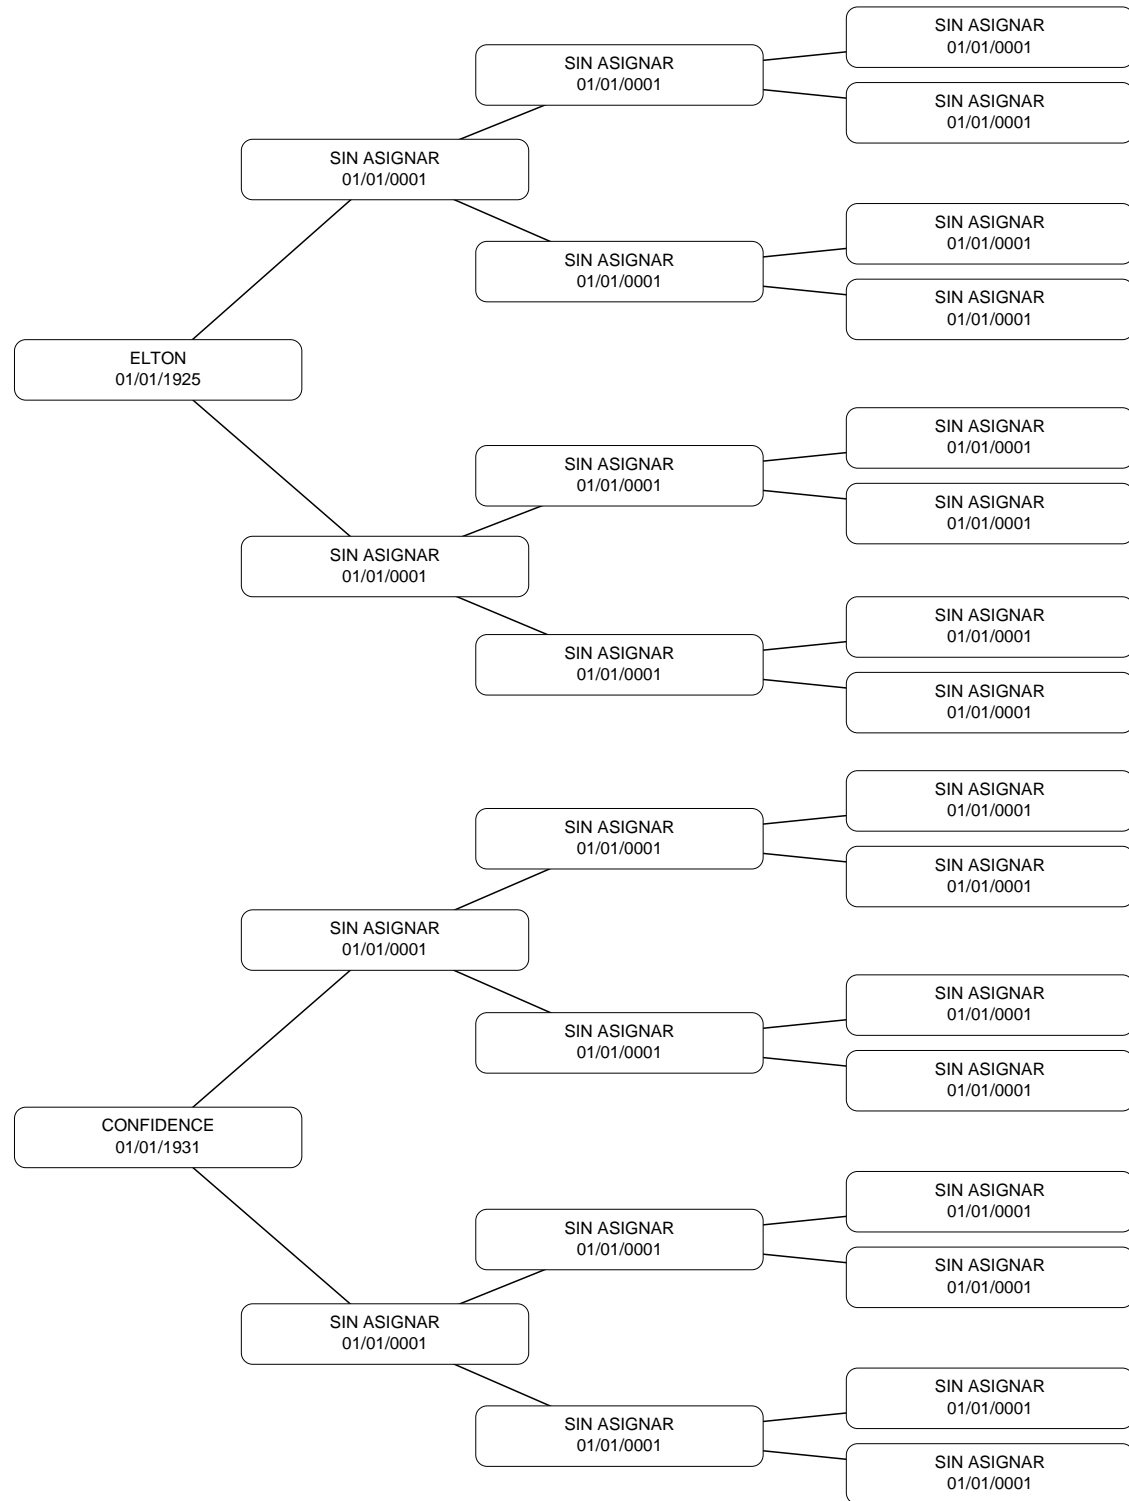 SIN ASIGNAR
01/01/0001
SIN ASIGNAR
01/01/0001
SIN ASIGNAR
01/01/0001
SIN ASIGNAR
01/01/0001
SIN ASIGNAR
01/01/0001
SIN ASIGNAR
01/01/0001
SIN ASIGNAR
01/01/0001
ELTON
01/01/1925
SIN ASIGNAR
01/01/0001
SIN ASIGNAR
01/01/0001
SIN ASIGNAR
01/01/0001
SIN ASIGNAR
01/01/0001
SIN ASIGNAR
01/01/0001
SIN ASIGNAR
01/01/0001
SIN ASIGNAR
01/01/0001
SIN ASIGNAR
01/01/0001
SIN ASIGNAR
01/01/0001
SIN ASIGNAR
01/01/0001
SIN ASIGNAR
01/01/0001
SIN ASIGNAR
01/01/0001
SIN ASIGNAR
01/01/0001
SIN ASIGNAR
01/01/0001
CONFIDENCE
01/01/1931
SIN ASIGNAR
01/01/0001
SIN ASIGNAR
01/01/0001
SIN ASIGNAR
01/01/0001
SIN ASIGNAR
01/01/0001
SIN ASIGNAR
01/01/0001
SIN ASIGNAR
01/01/0001
SIN ASIGNAR
01/01/0001